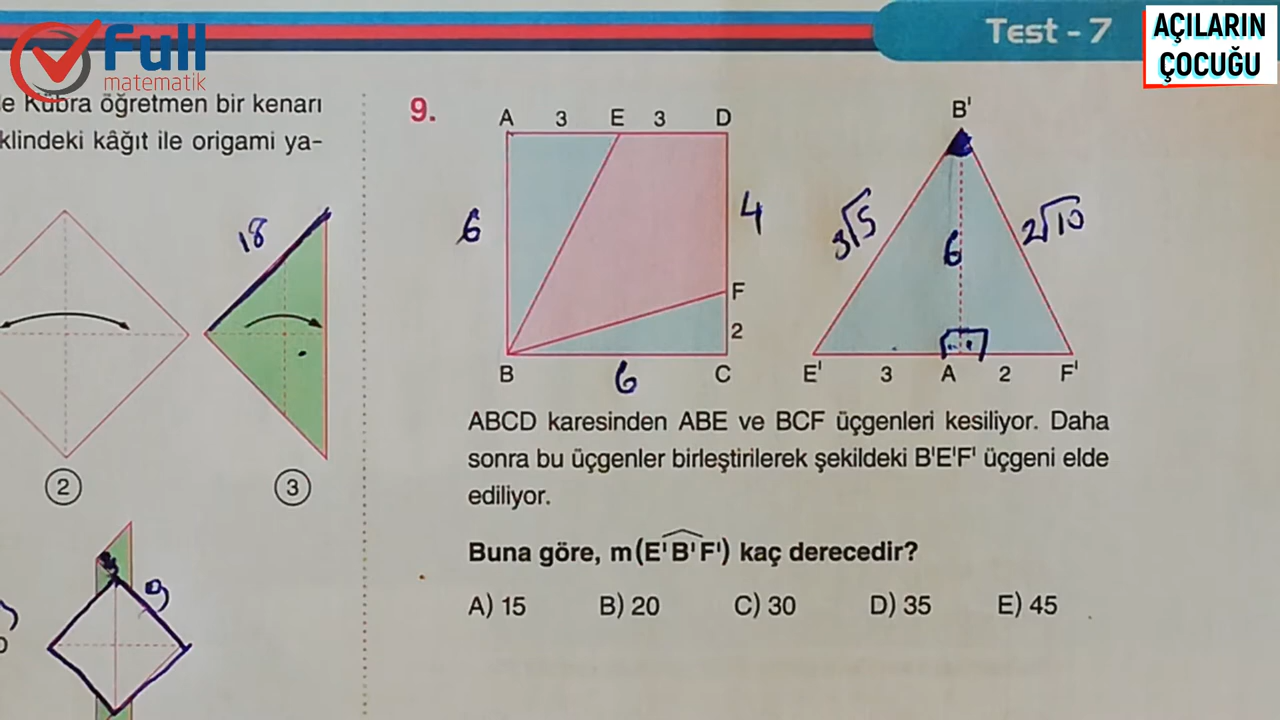 Full
matematik
Test - 7
AÇILARIN
ÇOCUĞU
Kübra öğretmen bir kenarı
klindeki kâğıt ile origami ya-
18
2
3
9
9.
A 3 E 3 D
6
4
F
2
B 6 C
B'
3√5
6
2√10
E' 3 A 2 F'
ABCD karesinden ABE ve BCF üçgenleri kesiliyor. Daha
sonra bu üçgenler birleştirilerek şekildeki B'E'F' üçgeni elde
ediliyor.
Buna göre, m(E'B'F') kaç derecedir?
A) 15 B) 20 C) 30 D) 35 E) 45